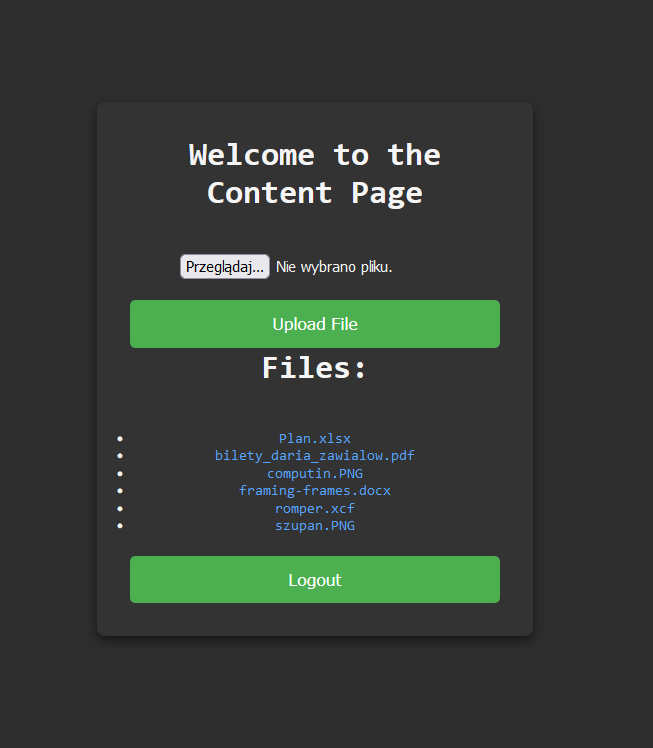 Welcome to the
Content Page
Przeglądaj... Nie wybrano pliku.
Upload File
Files:
Plan.xlsx
bilety_daria_zawialow.pdf
computin.PNG
framing-frames.docx
romper.xcf
szupan.PNG
Logout